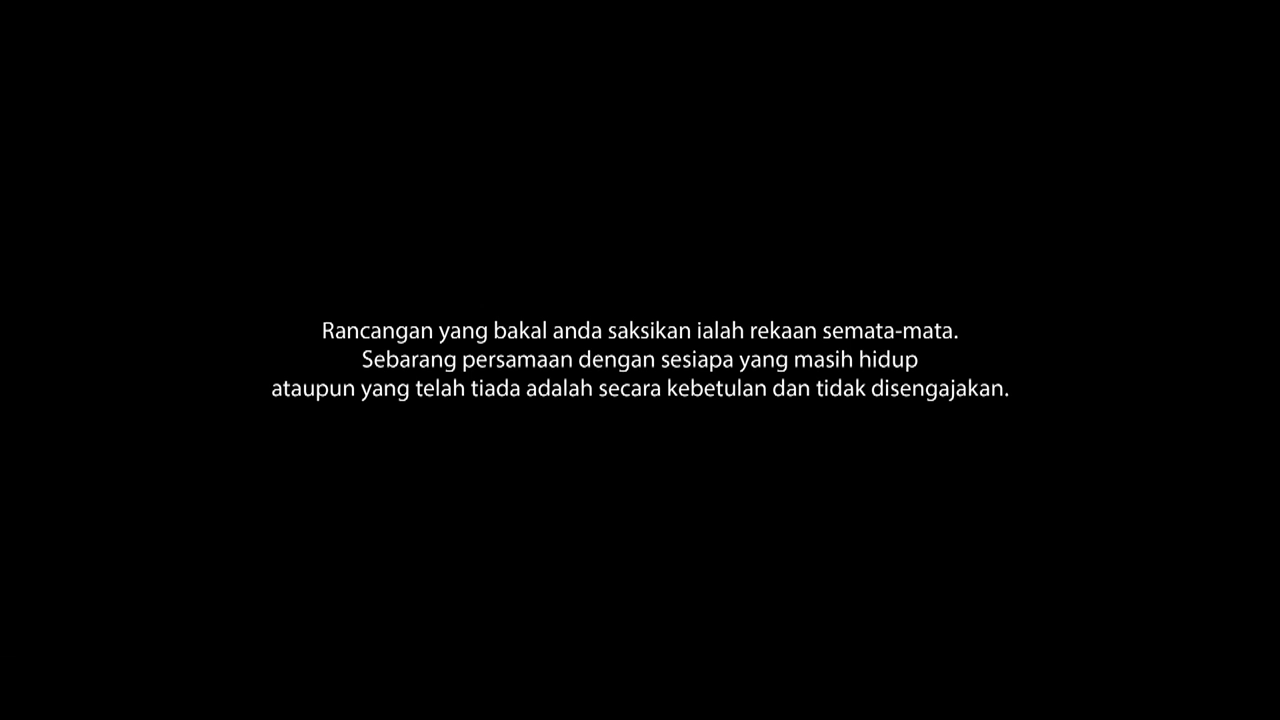 Rancangan yang bakal anda saksikan ialah rekaan semata-mata.
Sebarang persamaan dengan sesiapa yang masih hidup
ataupun yang telah tiada adalah secara kebetulan dan tidak disengajakan.